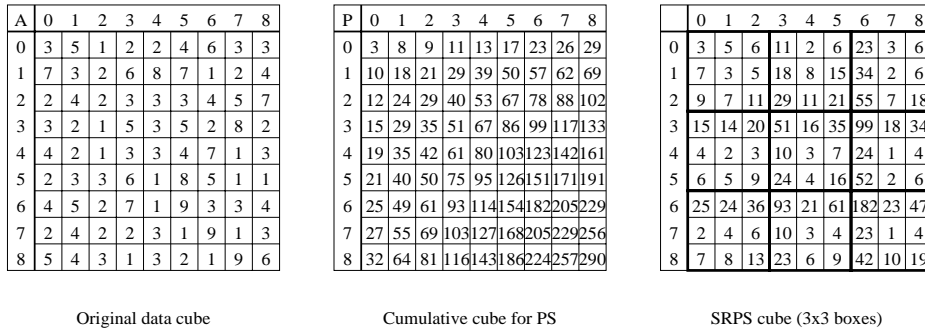 A 0 1 2 3 4 5 6 7 8 P 0 1 2 3 4 5 6 7 8 0 1 2 3 4 5 6 7 8
0 3 5 1 2 2 4 6 3 3 0 3 8 9 11 13 17 23 26 29 0 3 5 6 11 2 6 23 3 6
1 7 3 2 6 8 7 1 2 4 1 10 18 21 29 39 50 57 62 69 1 7 3 5 18 8 15 34 2 6
2 2 4 2 3 3 3 4 5 7 2 12 24 29 40 53 67 78 88 102 2 9 7 11 29 11 21 55 7 18
3 3 2 1 5 3 5 2 8 2 3 15 29 35 51 67 86 99 117 133 3 15 14 20 51 16 35 99 18 34
4 4 2 1 3 3 4 7 1 3 4 19 35 42 61 80 103 123 142 161 4 4 2 3 10 3 7 24 1 4
5 2 3 3 6 1 8 5 1 1 5 21 40 50 75 95 126 151 171 191 5 6 5 9 24 4 16 52 2 6
6 4 5 2 7 1 9 3 3 4 6 25 49 61 93 114 154 182 205 229 6 25 24 36 93 21 61 182 23 47
7 2 4 2 2 3 1 9 1 3 7 27 55 69 103 127 168 205 229 256 7 2 4 6 10 3 4 23 1 4
8 5 4 3 1 3 2 1 9 6 8 32 64 81 116 143 186 224 257 290 8 7 8 13 23 6 9 42 10 19
Original data cube Cumulative cube for PS SRPS cube (3x3 boxes)